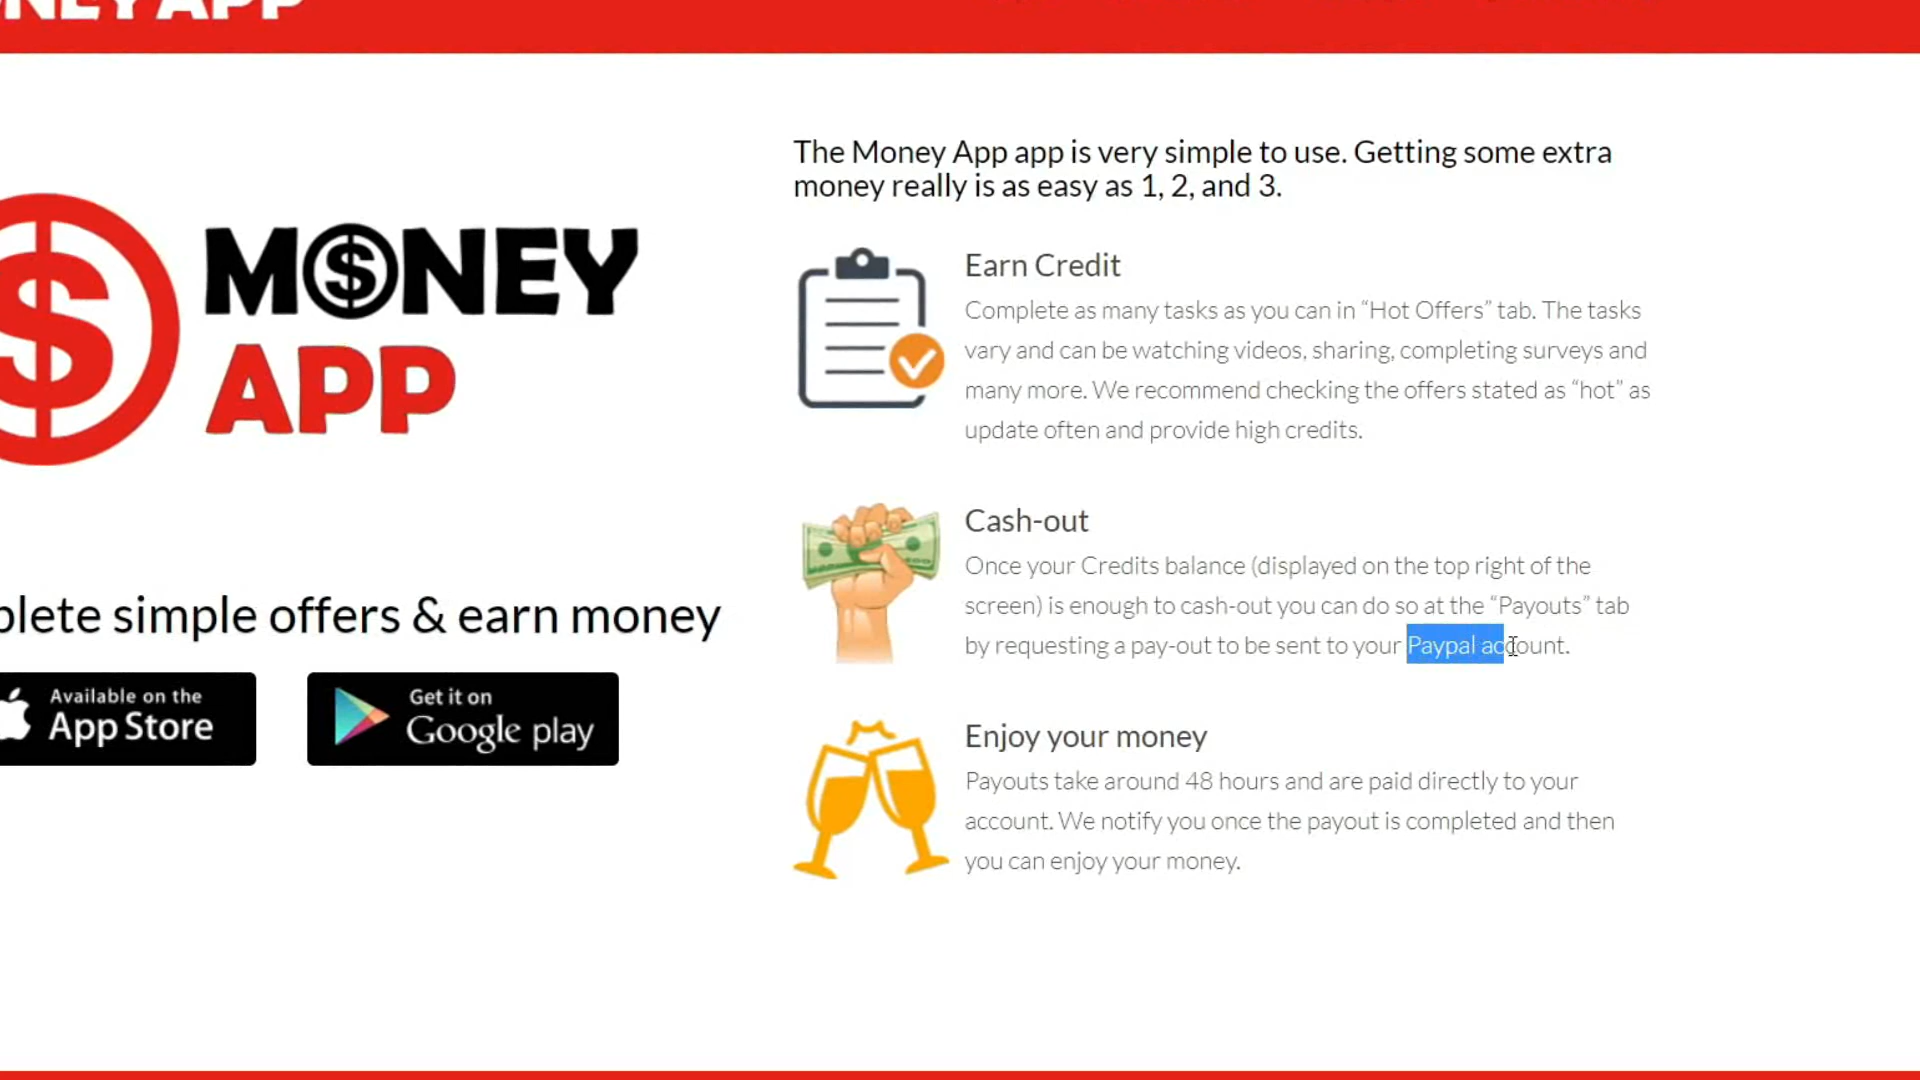 MONEY APP
The Money App app is very simple to use. Getting some extra
money really is as easy as 1, 2, and 3.
MONEY
APP
Earn Credit
Complete as many tasks as you can in “Hot Offers” tab. The tasks
vary and can be watching videos, sharing, completing surveys and
many more. We recommend checking the offers stated as “hot” as
update often and provide high credits.
Cash-out
Once your Credits balance (displayed on the top right of the
screen) is enough to cash-out you can do so at the “Payouts” tab
by requesting a pay-out to be sent to your Paypal account.
plete simple offers & earn money
Available on the
App Store
Get it on
Google play
Enjoy your money
Payouts take around 48 hours and are paid directly to your
account. We notify you once the payout is completed and then
you can enjoy your money.